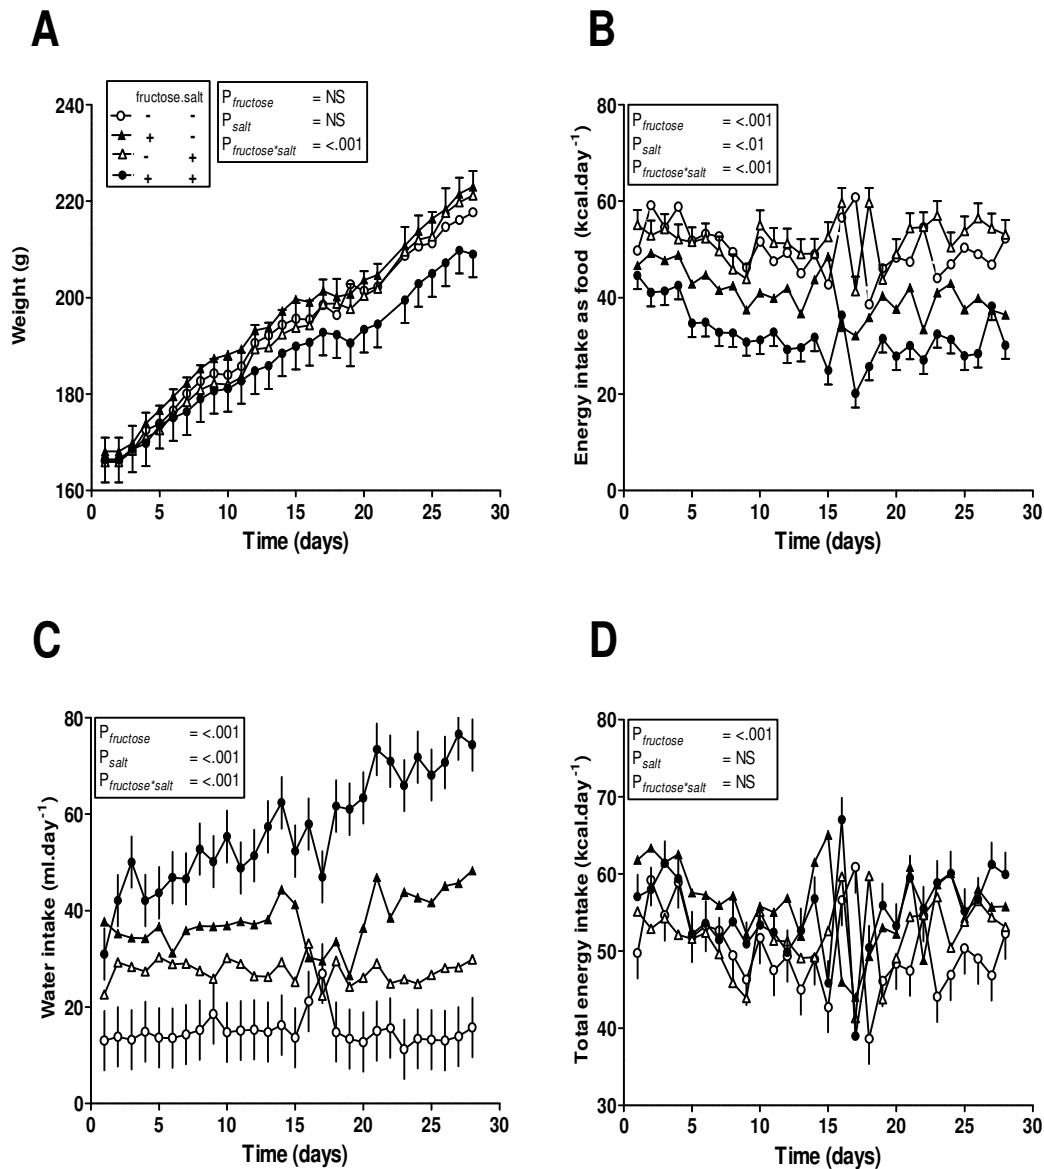 A
fructose.salt
- -
+ -
- +
+ +
P fructose = NS
P salt = NS
P fructose*salt = <.001
240
220
200
180
160
0 5 10 15 20 25 30
Weight (g)
Time (days)
B
P fructose = <.001
P salt = <.01
P fructose*salt = <.001
80
60
40
20
0
0 5 10 15 20 25 30
Energy intake as food (kcal.day-1)
Time (days)
C
P fructose = <.001
P salt = <.001
P fructose*salt = <.001
80
60
40
20
0
0 5 10 15 20 25 30
Water intake (ml.day-1)
Time (days)
D
P fructose = <.001
P salt = NS
P fructose*salt = NS
80
70
60
50
40
30
0 5 10 15 20 25 30
Total energy intake (kcal.day-1)
Time (days)